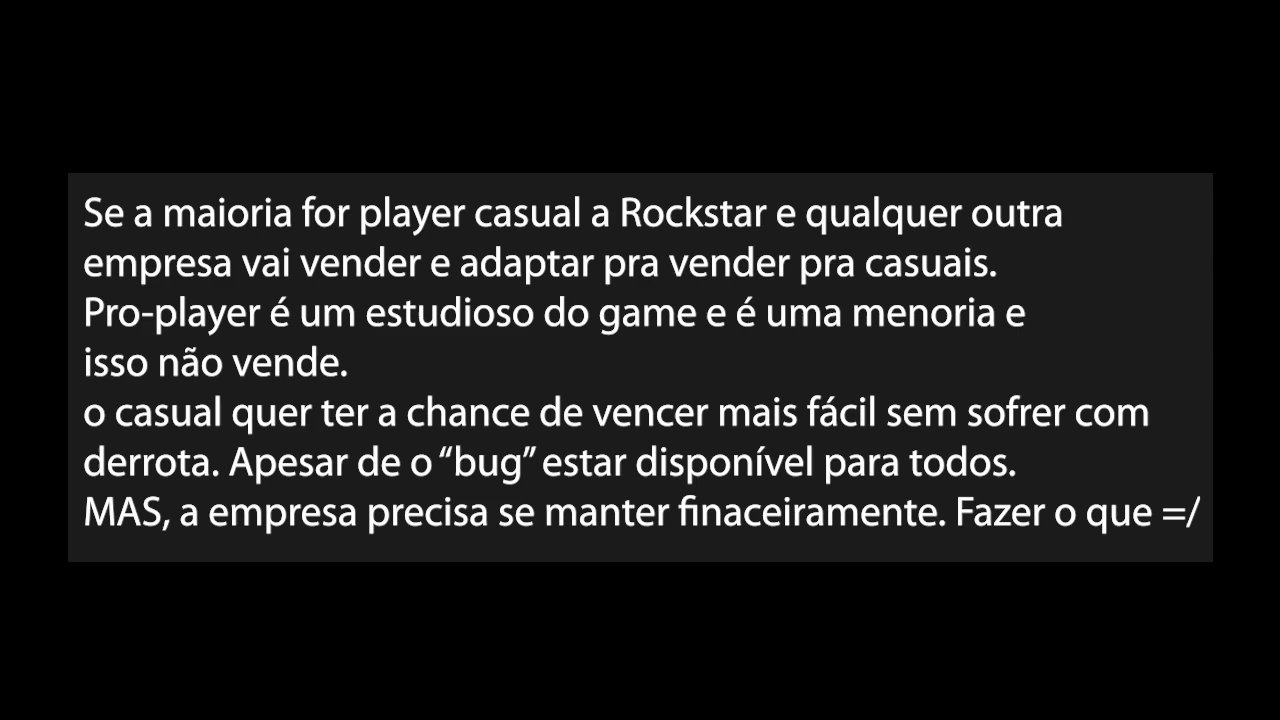 Se a maioria for player casual a Rockstar e qualquer outra
empresa vai vender e adaptar pra vender pra casuais.
Pro-player é um estudioso do game e é uma menoria e
isso não vende.
o casual quer ter a chance de vencer mais fácil sem sofrer com
derrota. Apesar de o “bug” estar disponível para todos.
MAS, a empresa precisa se manter finaceiramente. Fazer o que =/